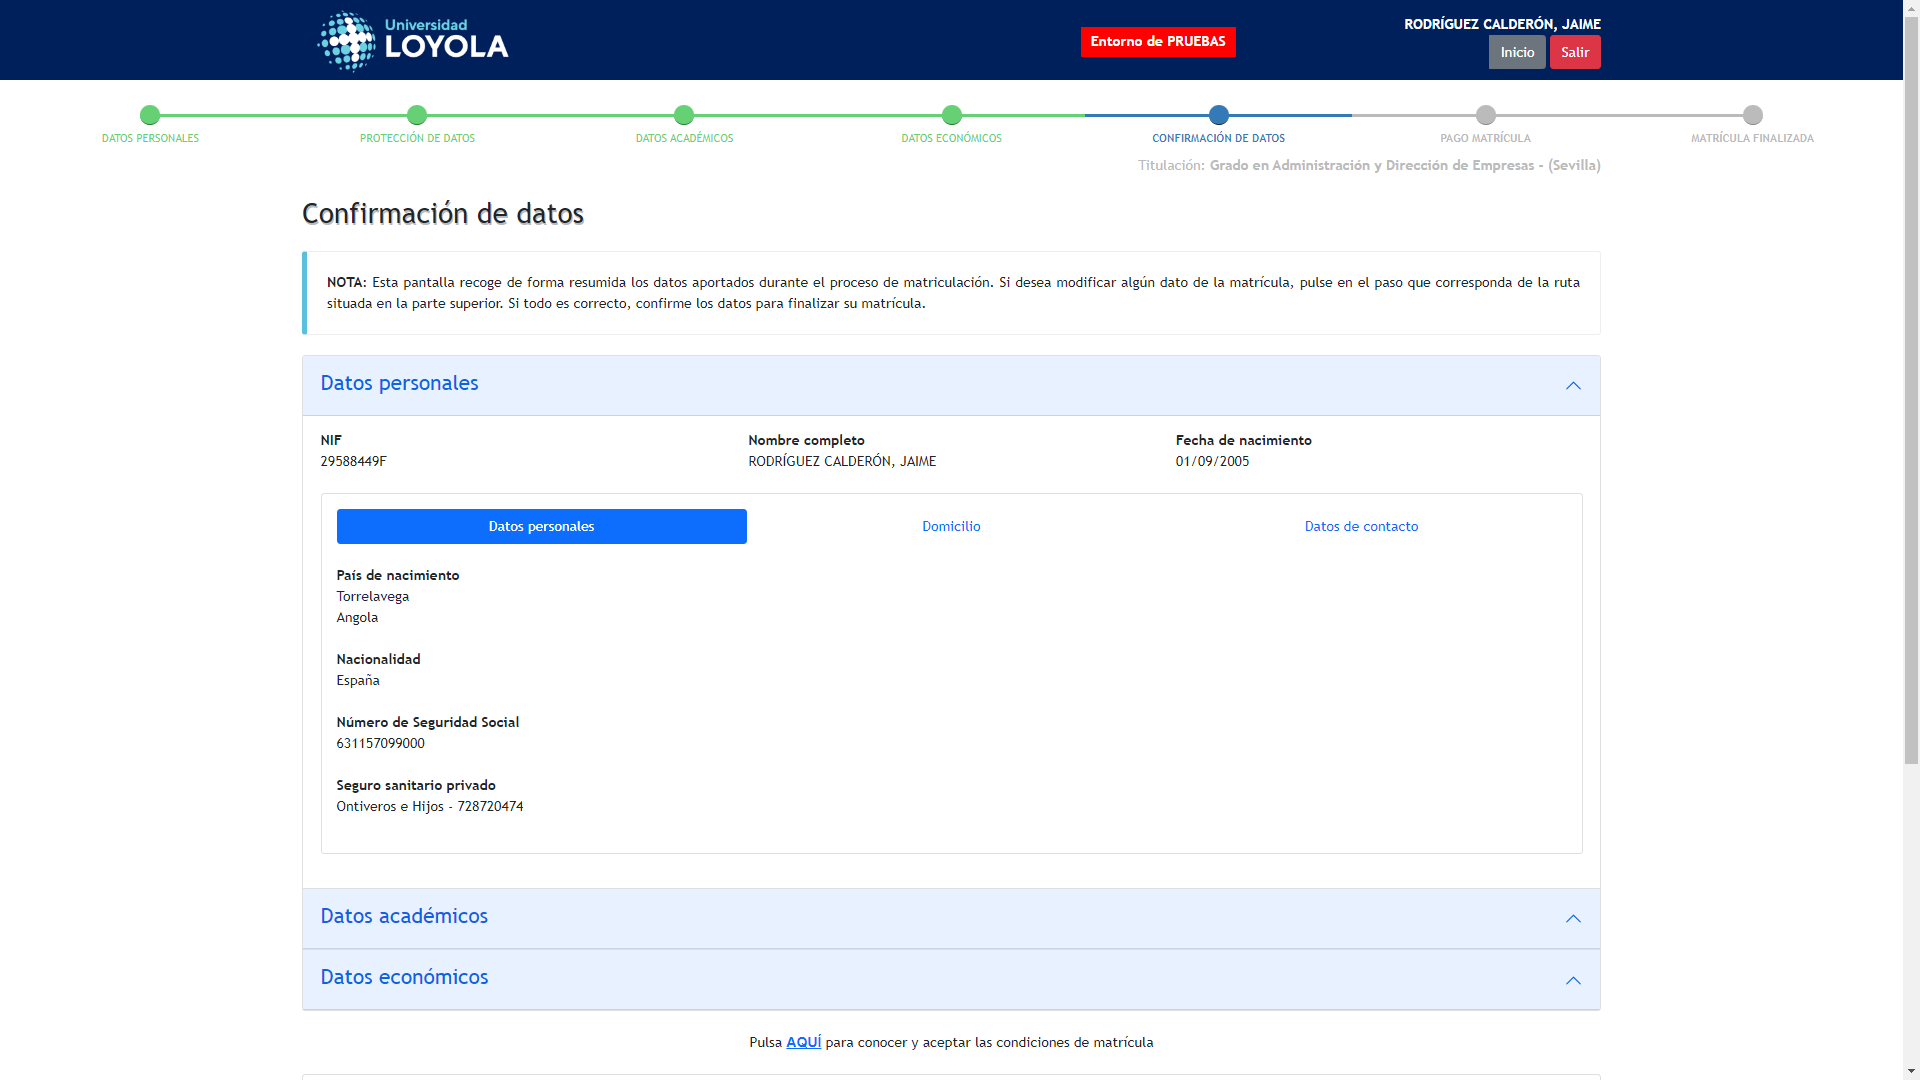 Universidad
LOYOLA
Entorno de PRUEBAS
RODRÍGUEZ CALDERÓN, JAIME
Inicio
Salir
DATOS PERSONALES
PROTECCIÓN DE DATOS
DATOS ACADÉMICOS
DATOS ECONÓMICOS
CONFIRMACIÓN DE DATOS
PAGO MATRÍCULA
MATRÍCULA FINALIZADA
Titulación: Grado en Administración y Dirección de Empresas - (Sevilla)
Confirmación de datos
NOTA: Esta pantalla recoge de forma resumida los datos aportados durante el proceso de matriculación. Si desea modificar algún dato de la matrícula, pulse en el paso que corresponda de la ruta
situada en la parte superior. Si todo es correcto, confirme los datos para finalizar su matrícula.
Datos personales
NIF
29588449F
Nombre completo
RODRÍGUEZ CALDERÓN, JAIME
Fecha de nacimiento
01/09/2005
Datos personales
Domicilio
Datos de contacto
País de nacimiento
Torrelavega
Angola
Nacionalidad
España
Número de Seguridad Social
631157099000
Seguro sanitario privado
Ontiveros e Hijos - 728720474
Datos académicos
Datos económicos
Pulsa AQUÍ para conocer y aceptar las condiciones de matrícula